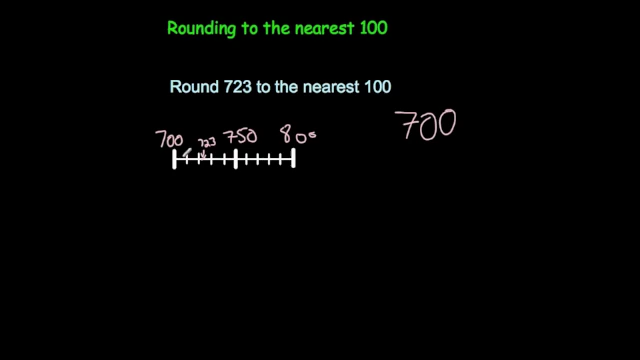 Rounding to the nearest 100
Round 723 to the nearest 100
700
700 723 750 800